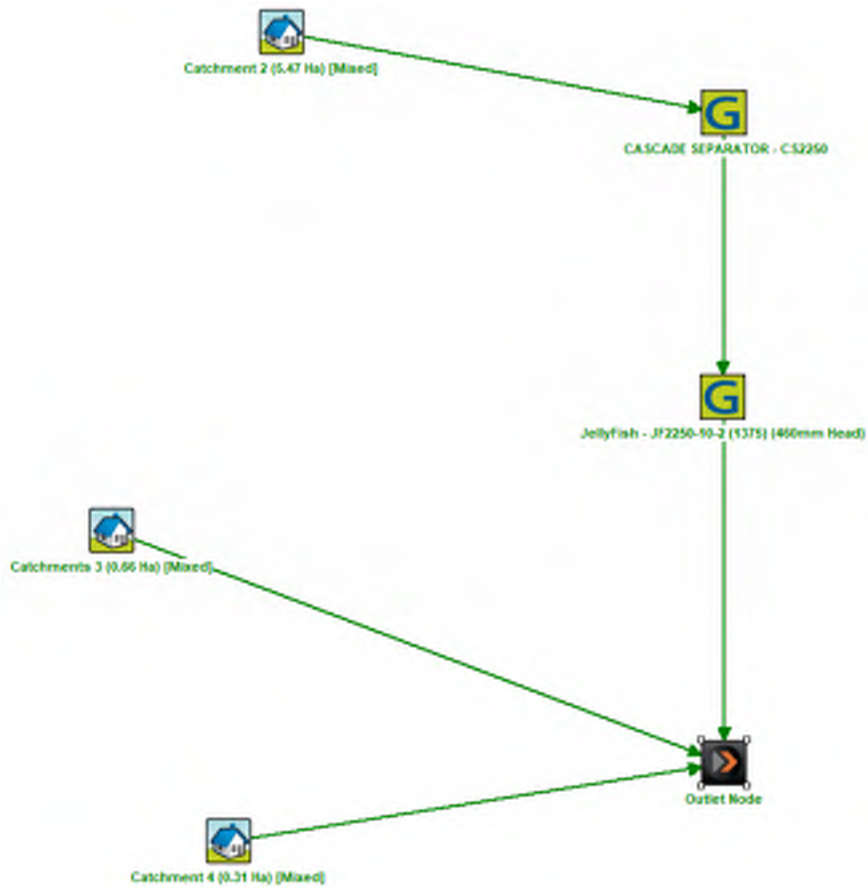 Catchment 2 (5.47 Ha) [Mixed]
G
CASCADE SEPARATOR - CS2250
G
JellyFish - JF2250-10-2 (1375) (460mm Head)
Catchments 3 (0.66 Ha) [Mixed]
Outlet Node
Catchment 4 (0.31 Ha) [Mixed]